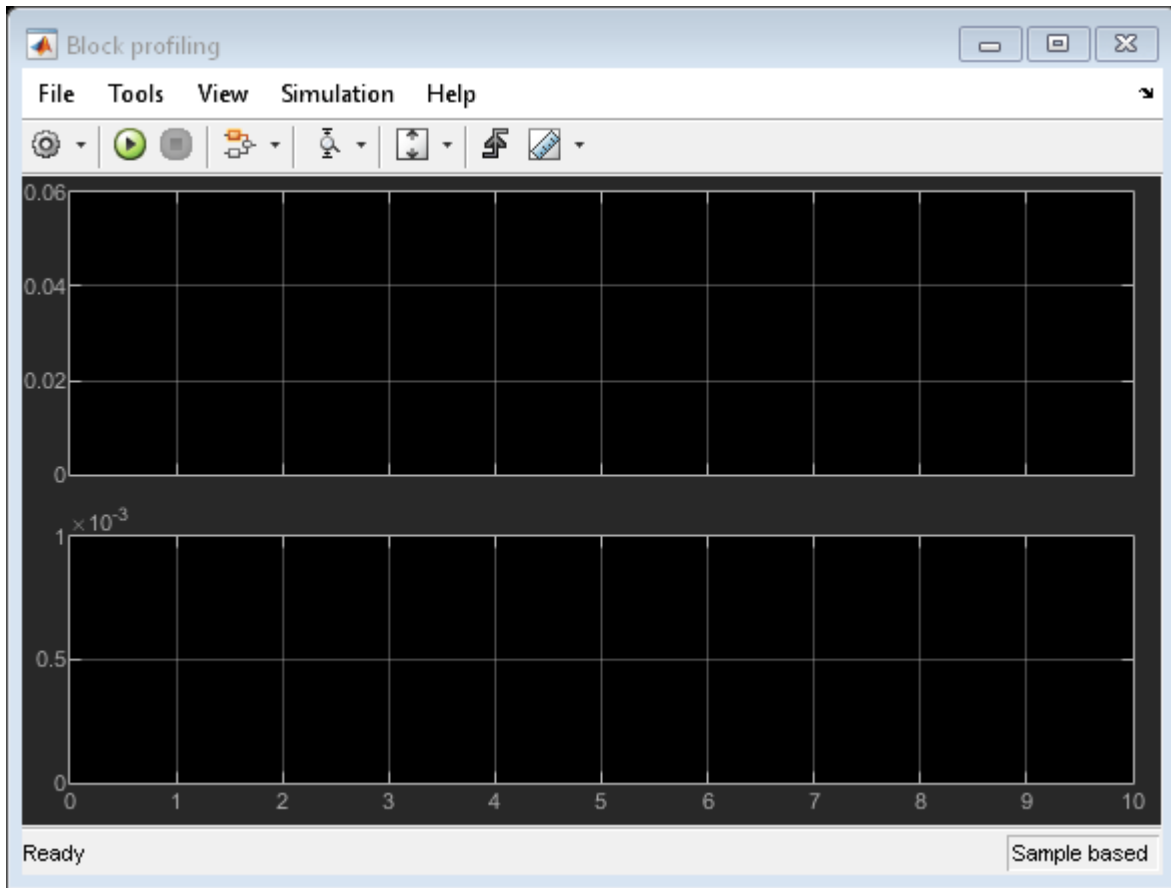 Block profiling
File Tools View Simulation Help
0.06
0.04
0.02
0
×10⁻³
1
0.5
0
0 1 2 3 4 5 6 7 8 9 10
Ready Sample based